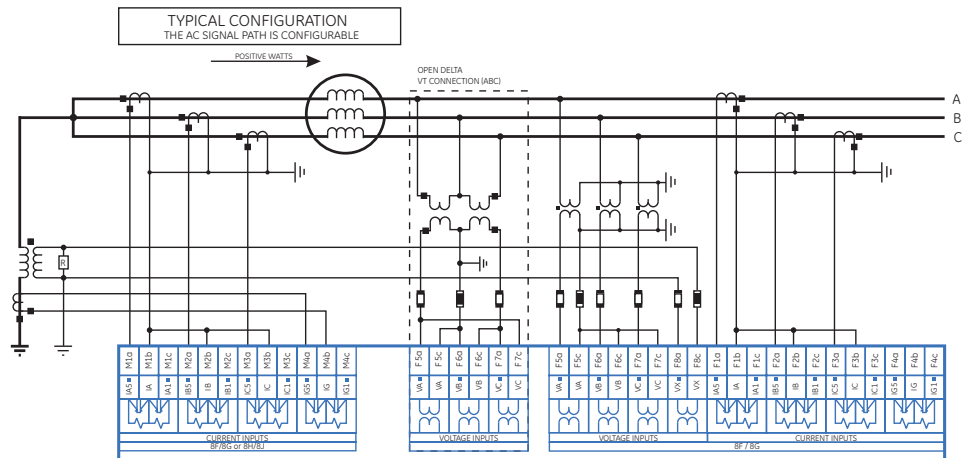 TYPICAL CONFIGURATION
THE AC SIGNAL PATH IS CONFIGURABLE
POSITIVE WATTS
OPEN DELTA
VT CONNECTION (ABC)
A
B
C
R
M1a M1b M1c M2a M2b M2c M3a M3b M3c M4a M4b M4c
IA5 IA IA1 IB5 IB IB1 IC5 IC IC1 IG5 IG IG1
CURRENT INPUTS
8F/8G or 8H/8J
F5a F5c F6a F6c F7a F7c
VA VA VB VB VC VC
VOLTAGE INPUTS
F5a F5c F6a F6c F7a F7c F8a F8c F1a F1b F1c F2a F2b F2c F3a F3b F3c F4a F4b F4c
VA VA VB VB VC VC VX VX IA5 IA IA1 IB5 IB IB1 IC5 IC IC1 IG5 IG IG1
VOLTAGE INPUTS CURRENT INPUTS
8F / 8G